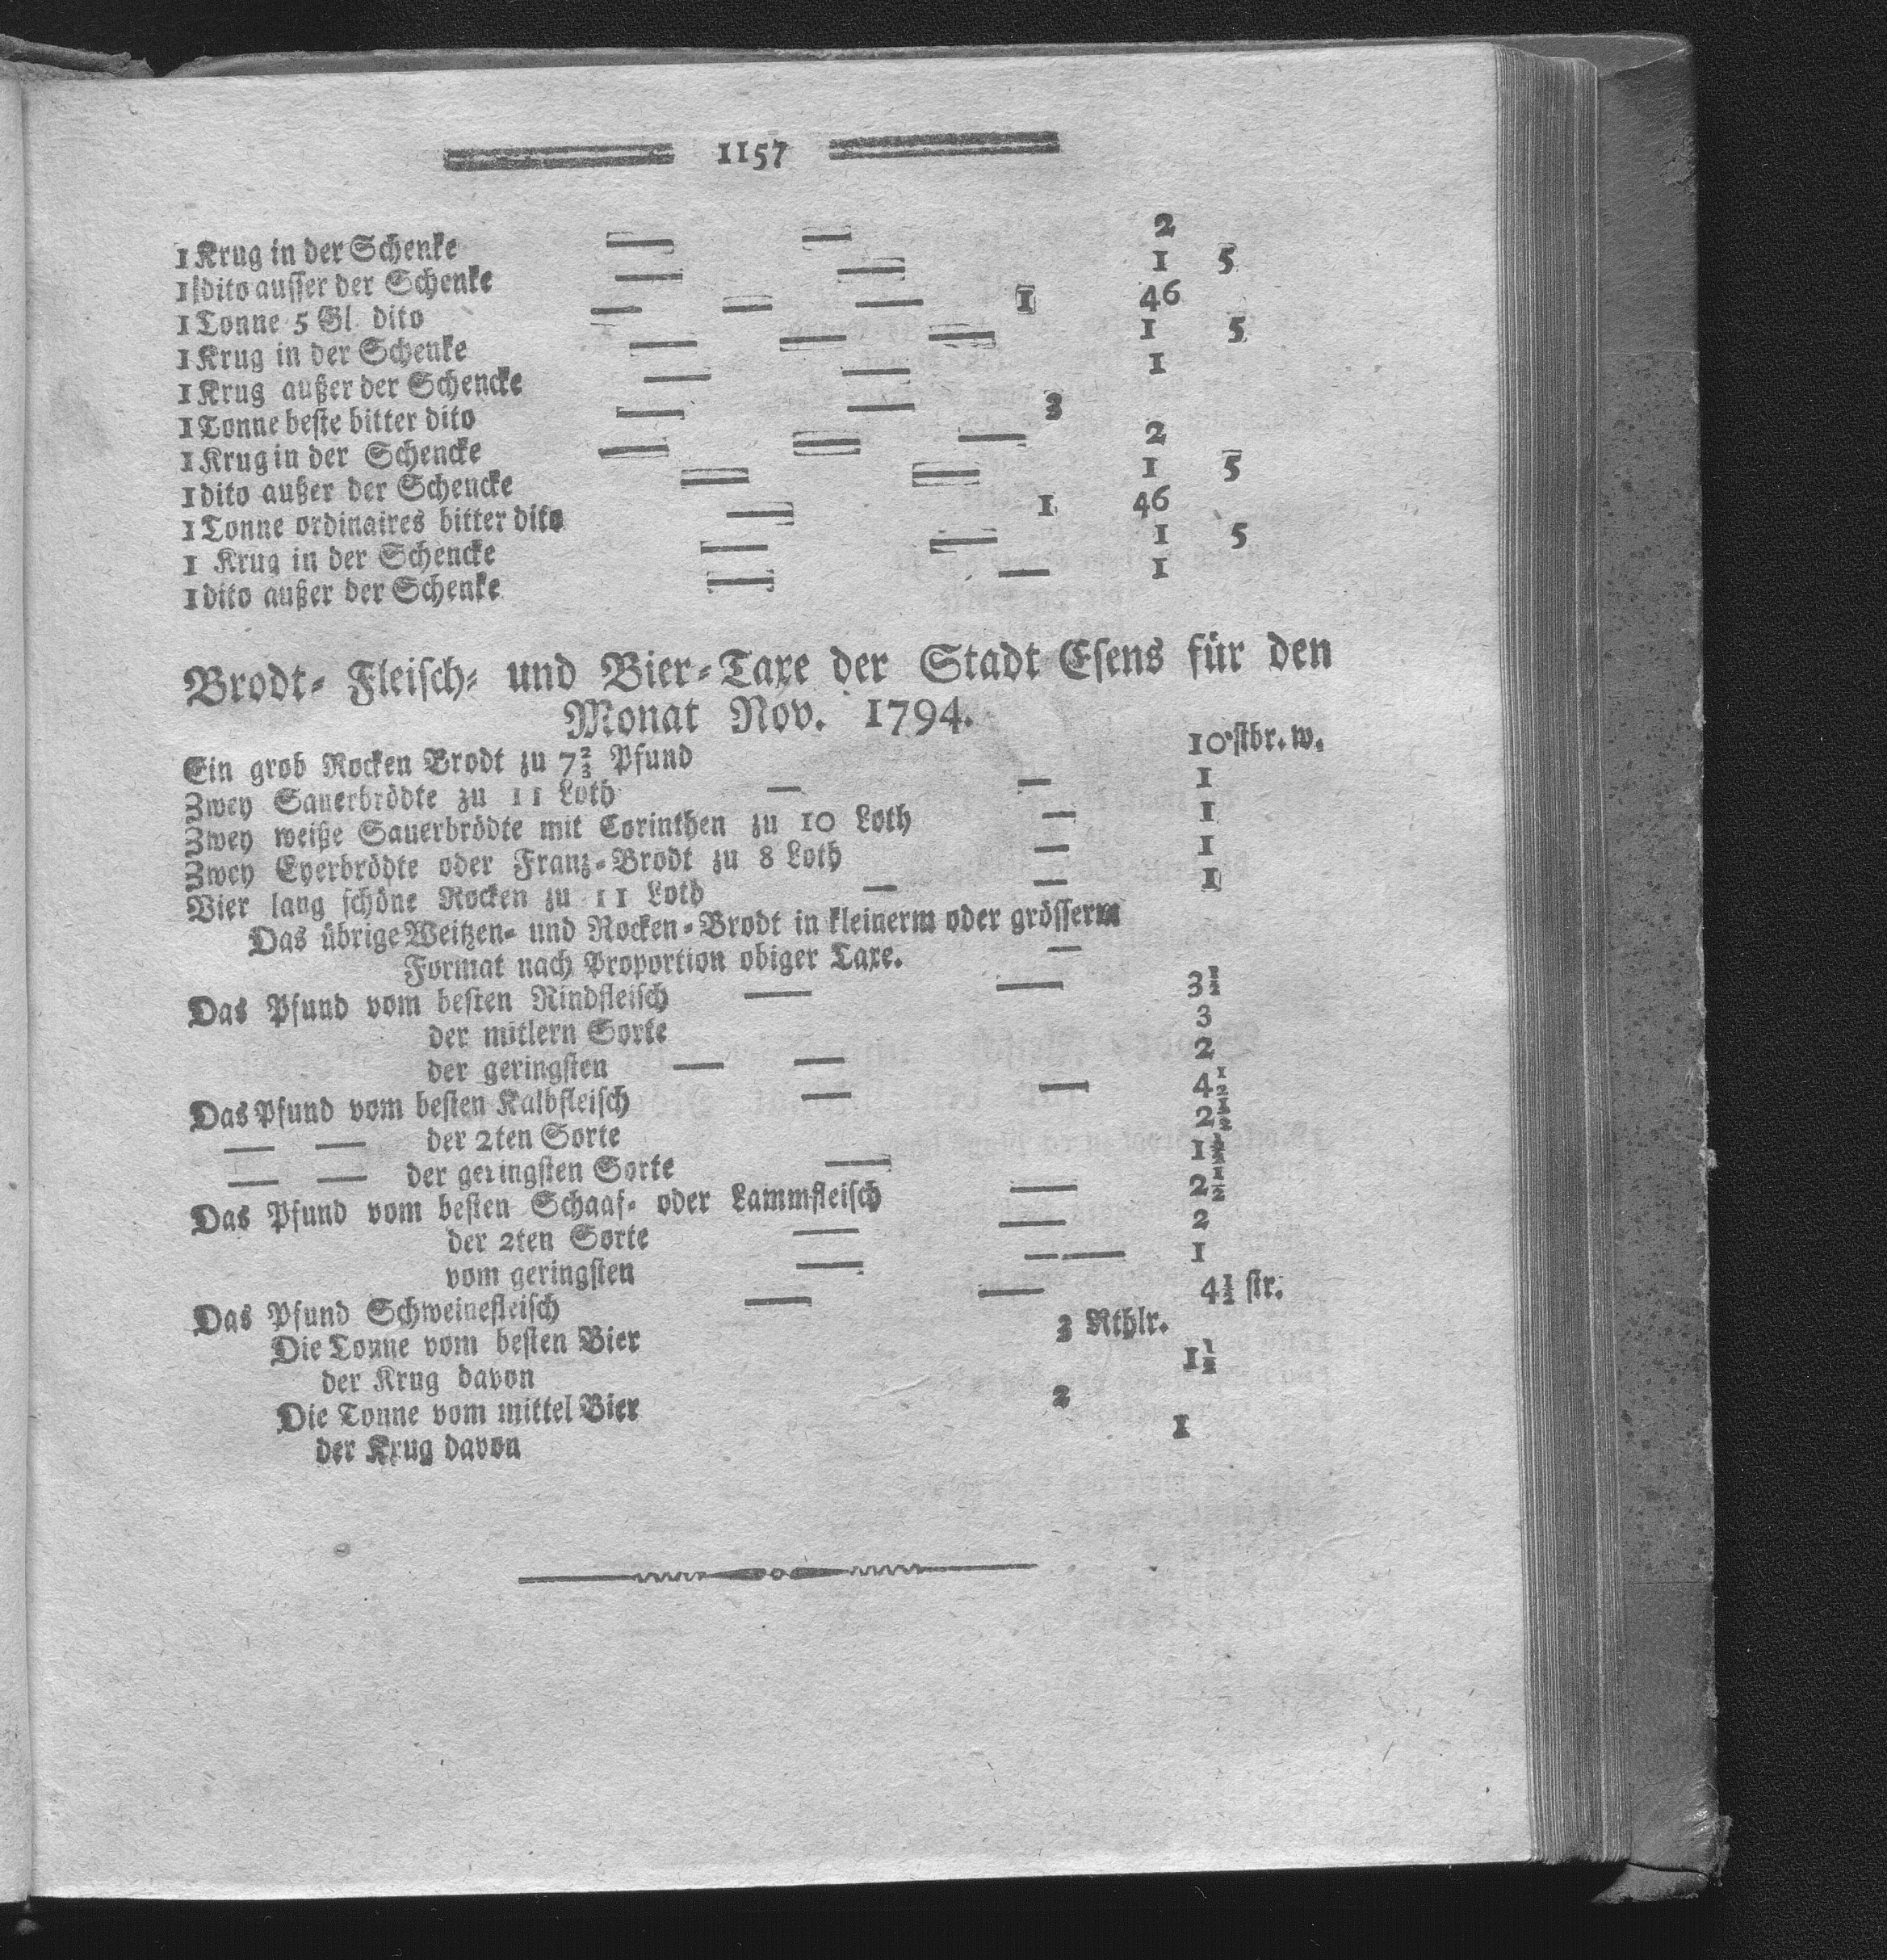 1157
1 Krug in der Schenke — — 2
1 dito ausser der Schenke — — 1 5
1 Tonne 5 Gl. dito — — — 1 46
1 Krug in der Schenke — — — 1 5
1 Krug außer der Schencke — — 1
1 Tonne beste bitter dito — — 3
1 Krug in der Schencke — — — 2
1 dito außer der Schencke — — 1 5
1 Tonne ordinaires bitter dito — 1 46
1 Krug in der Schencke — — 1 5
1 dito außer der Schenke — — 1
Brodt- Fleisch- und Bier-Taxe der Stadt Esens für den
Monat Nov. 1794.
Ein grob Rocken Brodt zu 7⅔ Pfund 10 stbr. w.
Zwey Sauerbrödte zu 11 Loth — — 1
Zwey weiße Sauerbrödte mit Corinthen zu 10 Loth — 1
Zwey Eyerbrödte oder Franz-Brodt zu 8 Loth — 1
Vier lang schöne Rocken zu 11 Loth — — 1
Das übrige Weitzen- und Rocken-Brodt in kleinerm oder grösserm
Format nach Proportion obiger Taxe. —
Das Pfund vom besten Rindfleisch — — 3½
der mitlern Sorte 3
der geringsten — — 2
Das Pfund vom besten Kalbfleisch — — 4½
— — der 2ten Sorte 2½
— — der geringsten Sorte — 1½
Das Pfund vom besten Schaaf- oder Lammfleisch — 2½
der 2ten Sorte — — 2
vom geringsten — — — 1
Das Pfund Schweinefleisch — — 4½ str.
Die Tonne vom besten Bier 3 Rthlr.
der Krug davon 1½
Die Tonne vom mittel Bier 2
der Krug davon 1